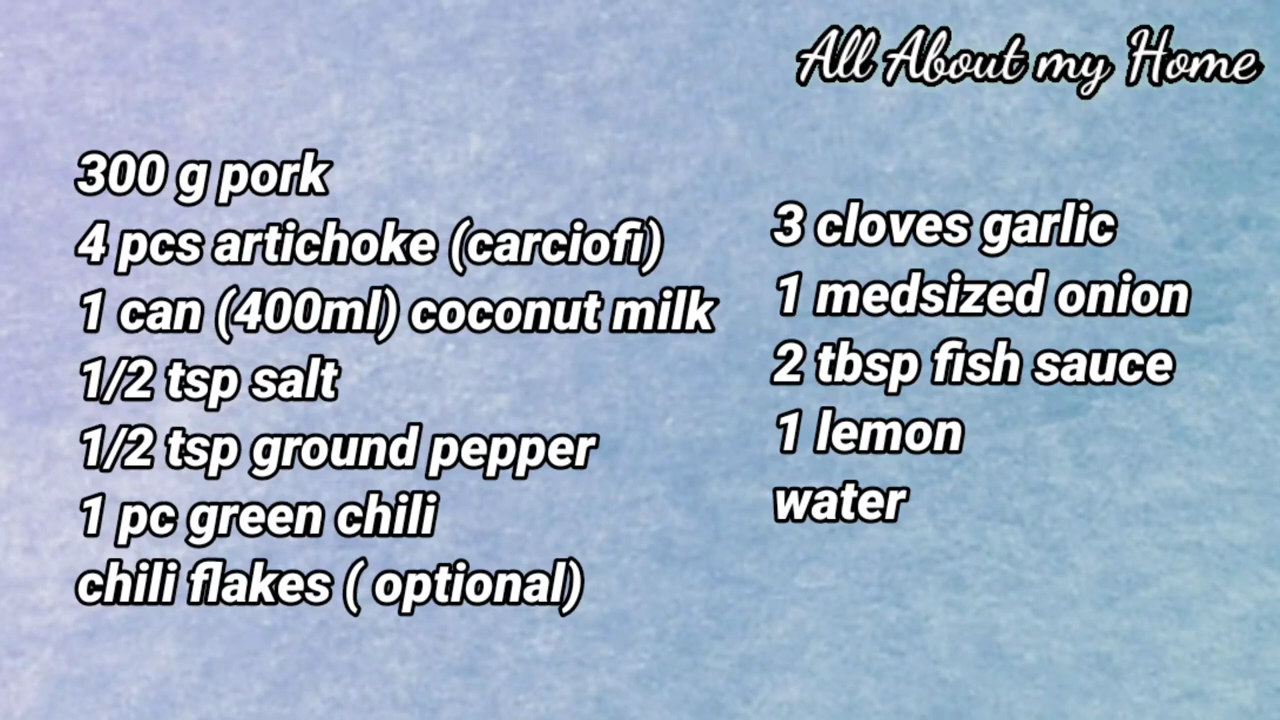 All About my Home
300 g pork
4 pcs artichoke (carciofi)
1 can (400ml) coconut milk
1/2 tsp salt
1/2 tsp ground pepper
1 pc green chili
chili flakes ( optional)
3 cloves garlic
1 medsized onion
2 tbsp fish sauce
1 lemon
water